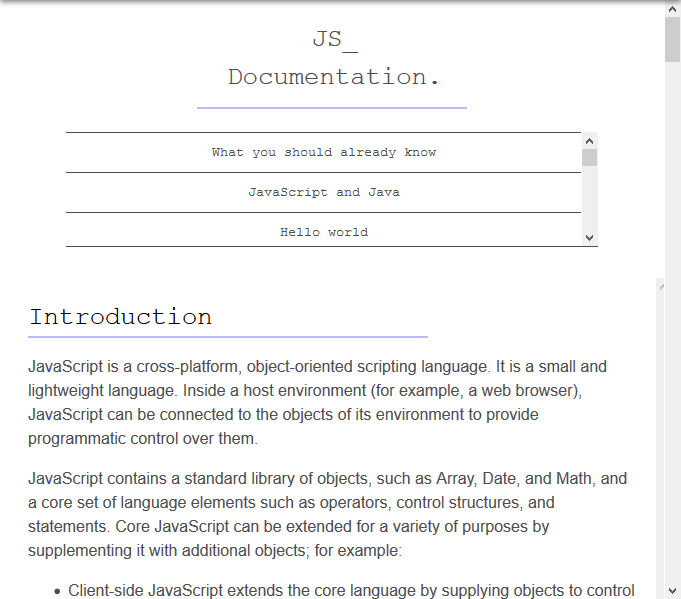 JS_
Documentation.
What you should already know
JavaScript and Java
Hello world
Introduction
JavaScript is a cross-platform, object-oriented scripting language. It is a small and
lightweight language. Inside a host environment (for example, a web browser),
JavaScript can be connected to the objects of its environment to provide
programmatic control over them.
JavaScript contains a standard library of objects, such as Array, Date, and Math, and
a core set of language elements such as operators, control structures, and
statements. Core JavaScript can be extended for a variety of purposes by
supplementing it with additional objects; for example:
• Client-side JavaScript extends the core language by supplying objects to control